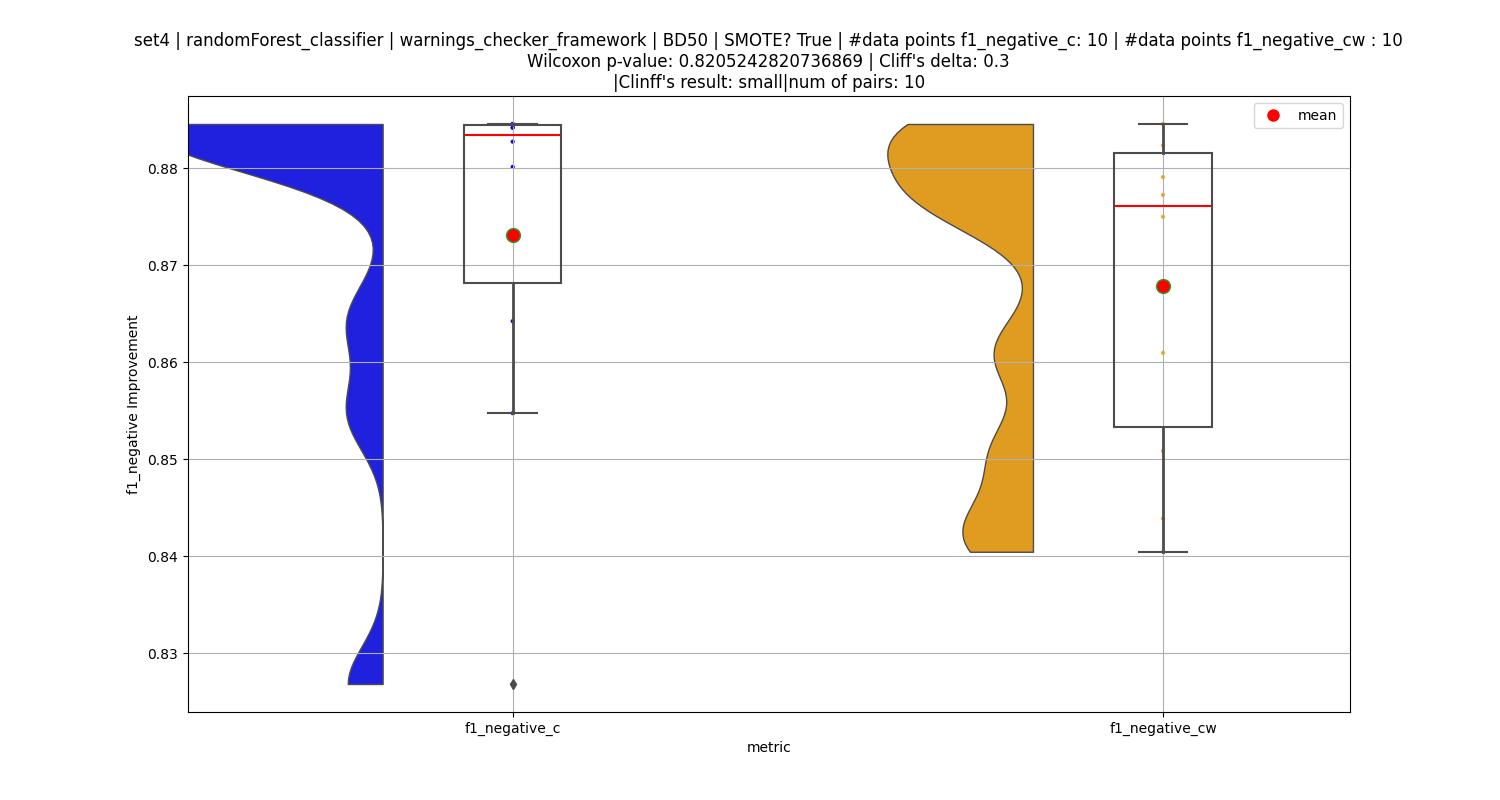 set4 | randomForest_classifier | warnings_checker_framework | BD50 | SMOTE? True | #data points f1_negative_c: 10 | #data points f1_negative_cw : 10
Wilcoxon p-value: 0.8205242820736869 | Cliff's delta: 0.3
|Clinff's result: small|num of pairs: 10
mean
0.88
0.87
0.86
0.85
0.84
0.83
f1_negative Improvement
f1_negative_c
f1_negative_cw
metric